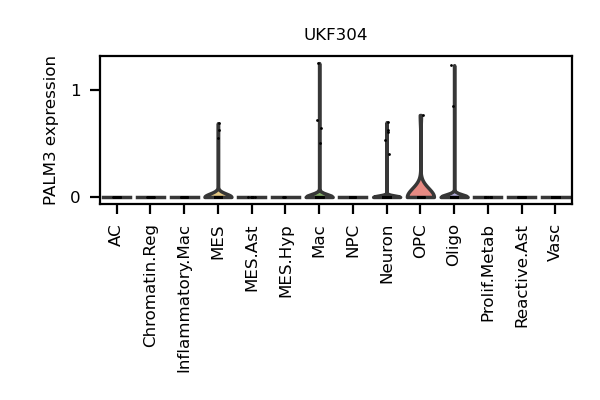 UKF304
PALM3 expression
1
0
AC
Chromatin.Reg
Inflammatory.Mac
MES
MES.Ast
MES.Hyp
Mac
NPC
Neuron
OPC
Oligo
Prolif.Metab
Reactive.Ast
Vasc